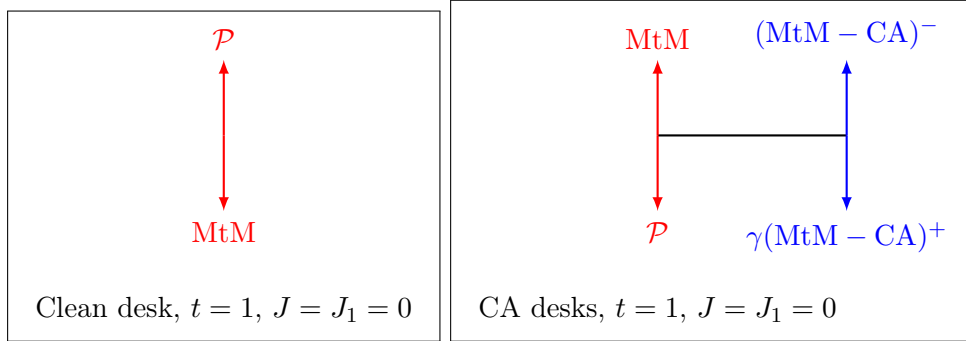 𝒫
MtM
Clean desk, t = 1, J = J₁ = 0
MtM
(MtM − CA)⁻
𝒫
γ(MtM − CA)⁺
CA desks, t = 1, J = J₁ = 0